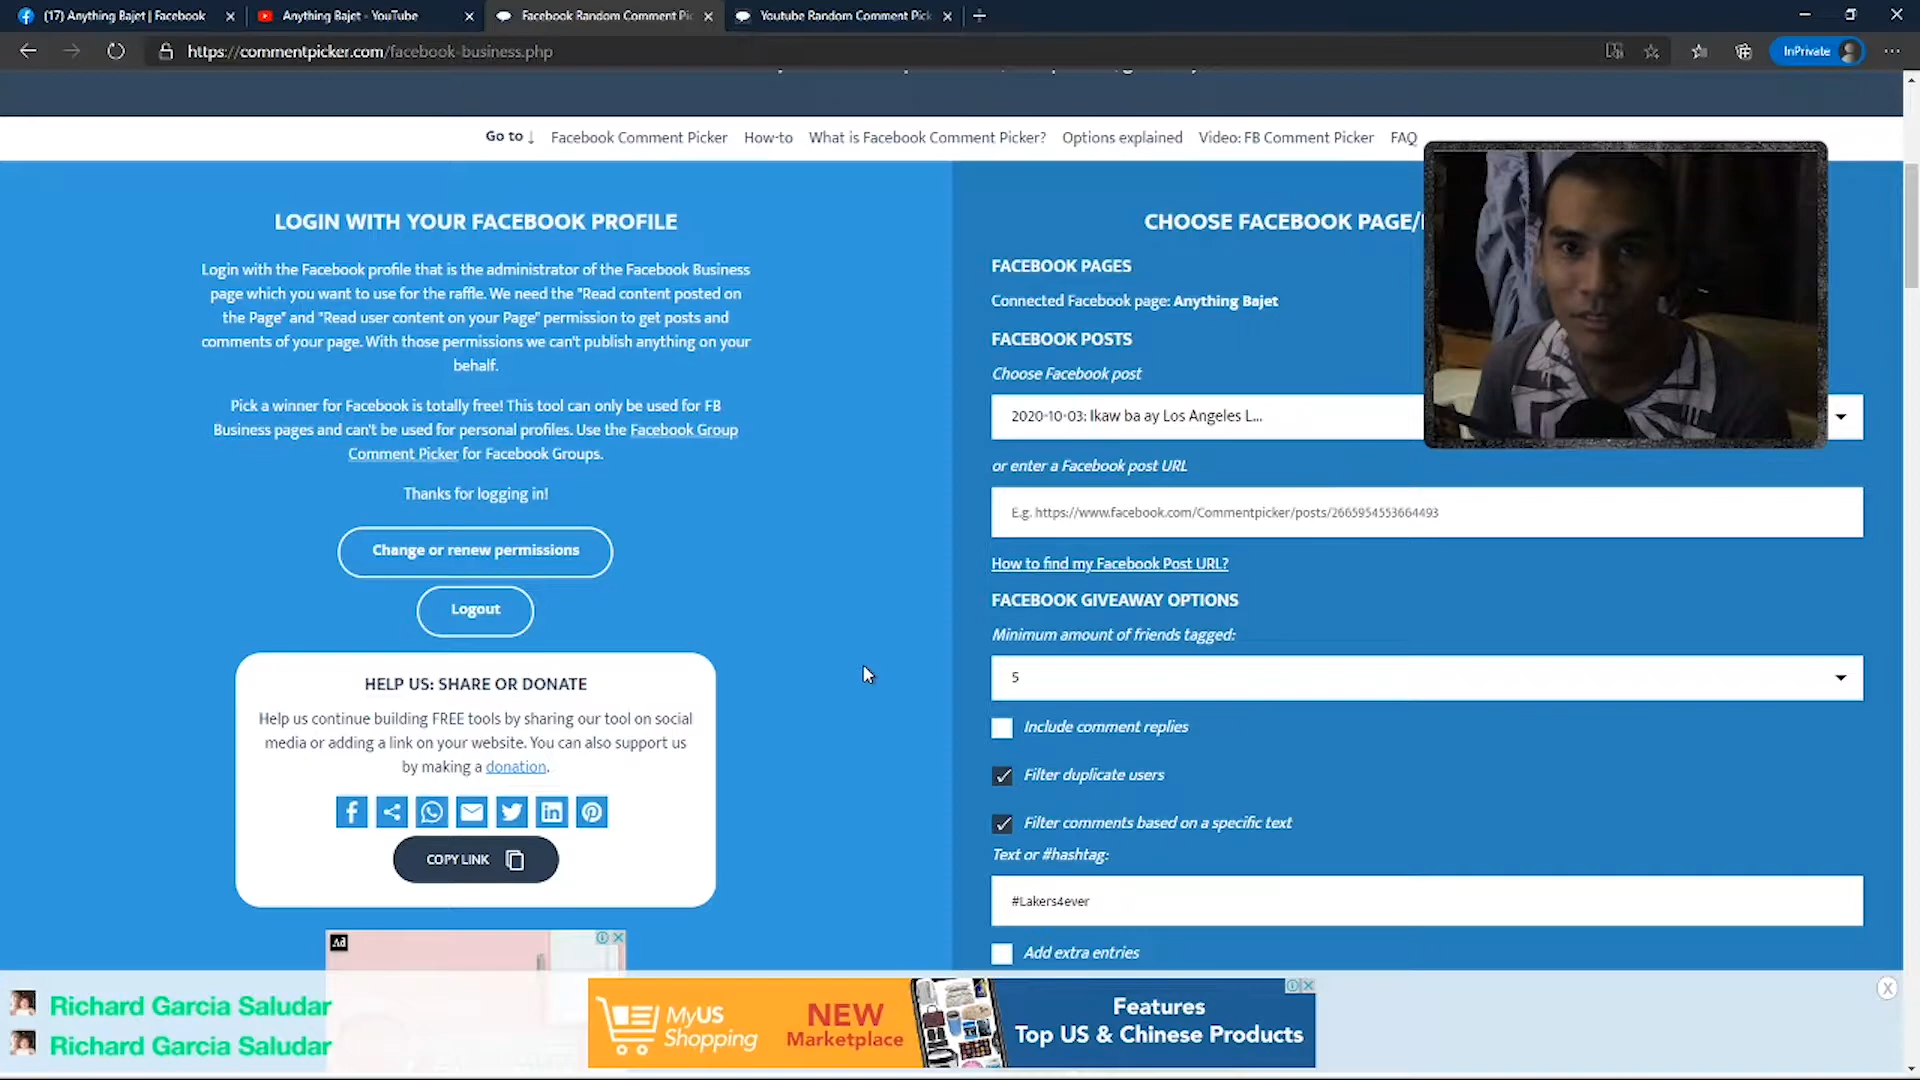 (17) Anything Bajet | Facebook
Anything Bajet - YouTube
Facebook Random Comment Pic
Youtube Random Comment Pick
https://commentpicker.com/facebook-business.php
InPrivate
Go to ↓
Facebook Comment Picker
How-to
What is Facebook Comment Picker?
Options explained
Video: FB Comment Picker
FAQ
LOGIN WITH YOUR FACEBOOK PROFILE
Login with the Facebook profile that is the administrator of the Facebook Business
page which you want to use for the raffle. We need the "Read content posted on
the Page" and "Read user content on your Page" permission to get posts and
comments of your page. With those permissions we can't publish anything on your
behalf.
Pick a winner for Facebook is totally free! This tool can only be used for FB
Business pages and can't be used for personal profiles. Use the Facebook Group
Comment Picker for Facebook Groups.
Thanks for logging in!
Change or renew permissions
Logout
HELP US: SHARE OR DONATE
Help us continue building FREE tools by sharing our tool on social
media or adding a link on your website. You can also support us
by making a donation.
COPY LINK
CHOOSE FACEBOOK PAGE/
FACEBOOK PAGES
Connected Facebook page: Anything Bajet
FACEBOOK POSTS
Choose Facebook post
2020-10-03: Ikaw ba ay Los Angeles L...
or enter a Facebook post URL
E.g. https://www.facebook.com/Commentpicker/posts/2665954553664493
How to find my Facebook Post URL?
FACEBOOK GIVEAWAY OPTIONS
Minimum amount of friends tagged:
5
Include comment replies
Filter duplicate users
Filter comments based on a specific text
Text or #hashtag:
#Lakers4ever
Add extra entries
Ad
Richard Garcia Saludar
Richard Garcia Saludar
MyUS
Shopping
NEW
Marketplace
Features
Top US & Chinese Products
X